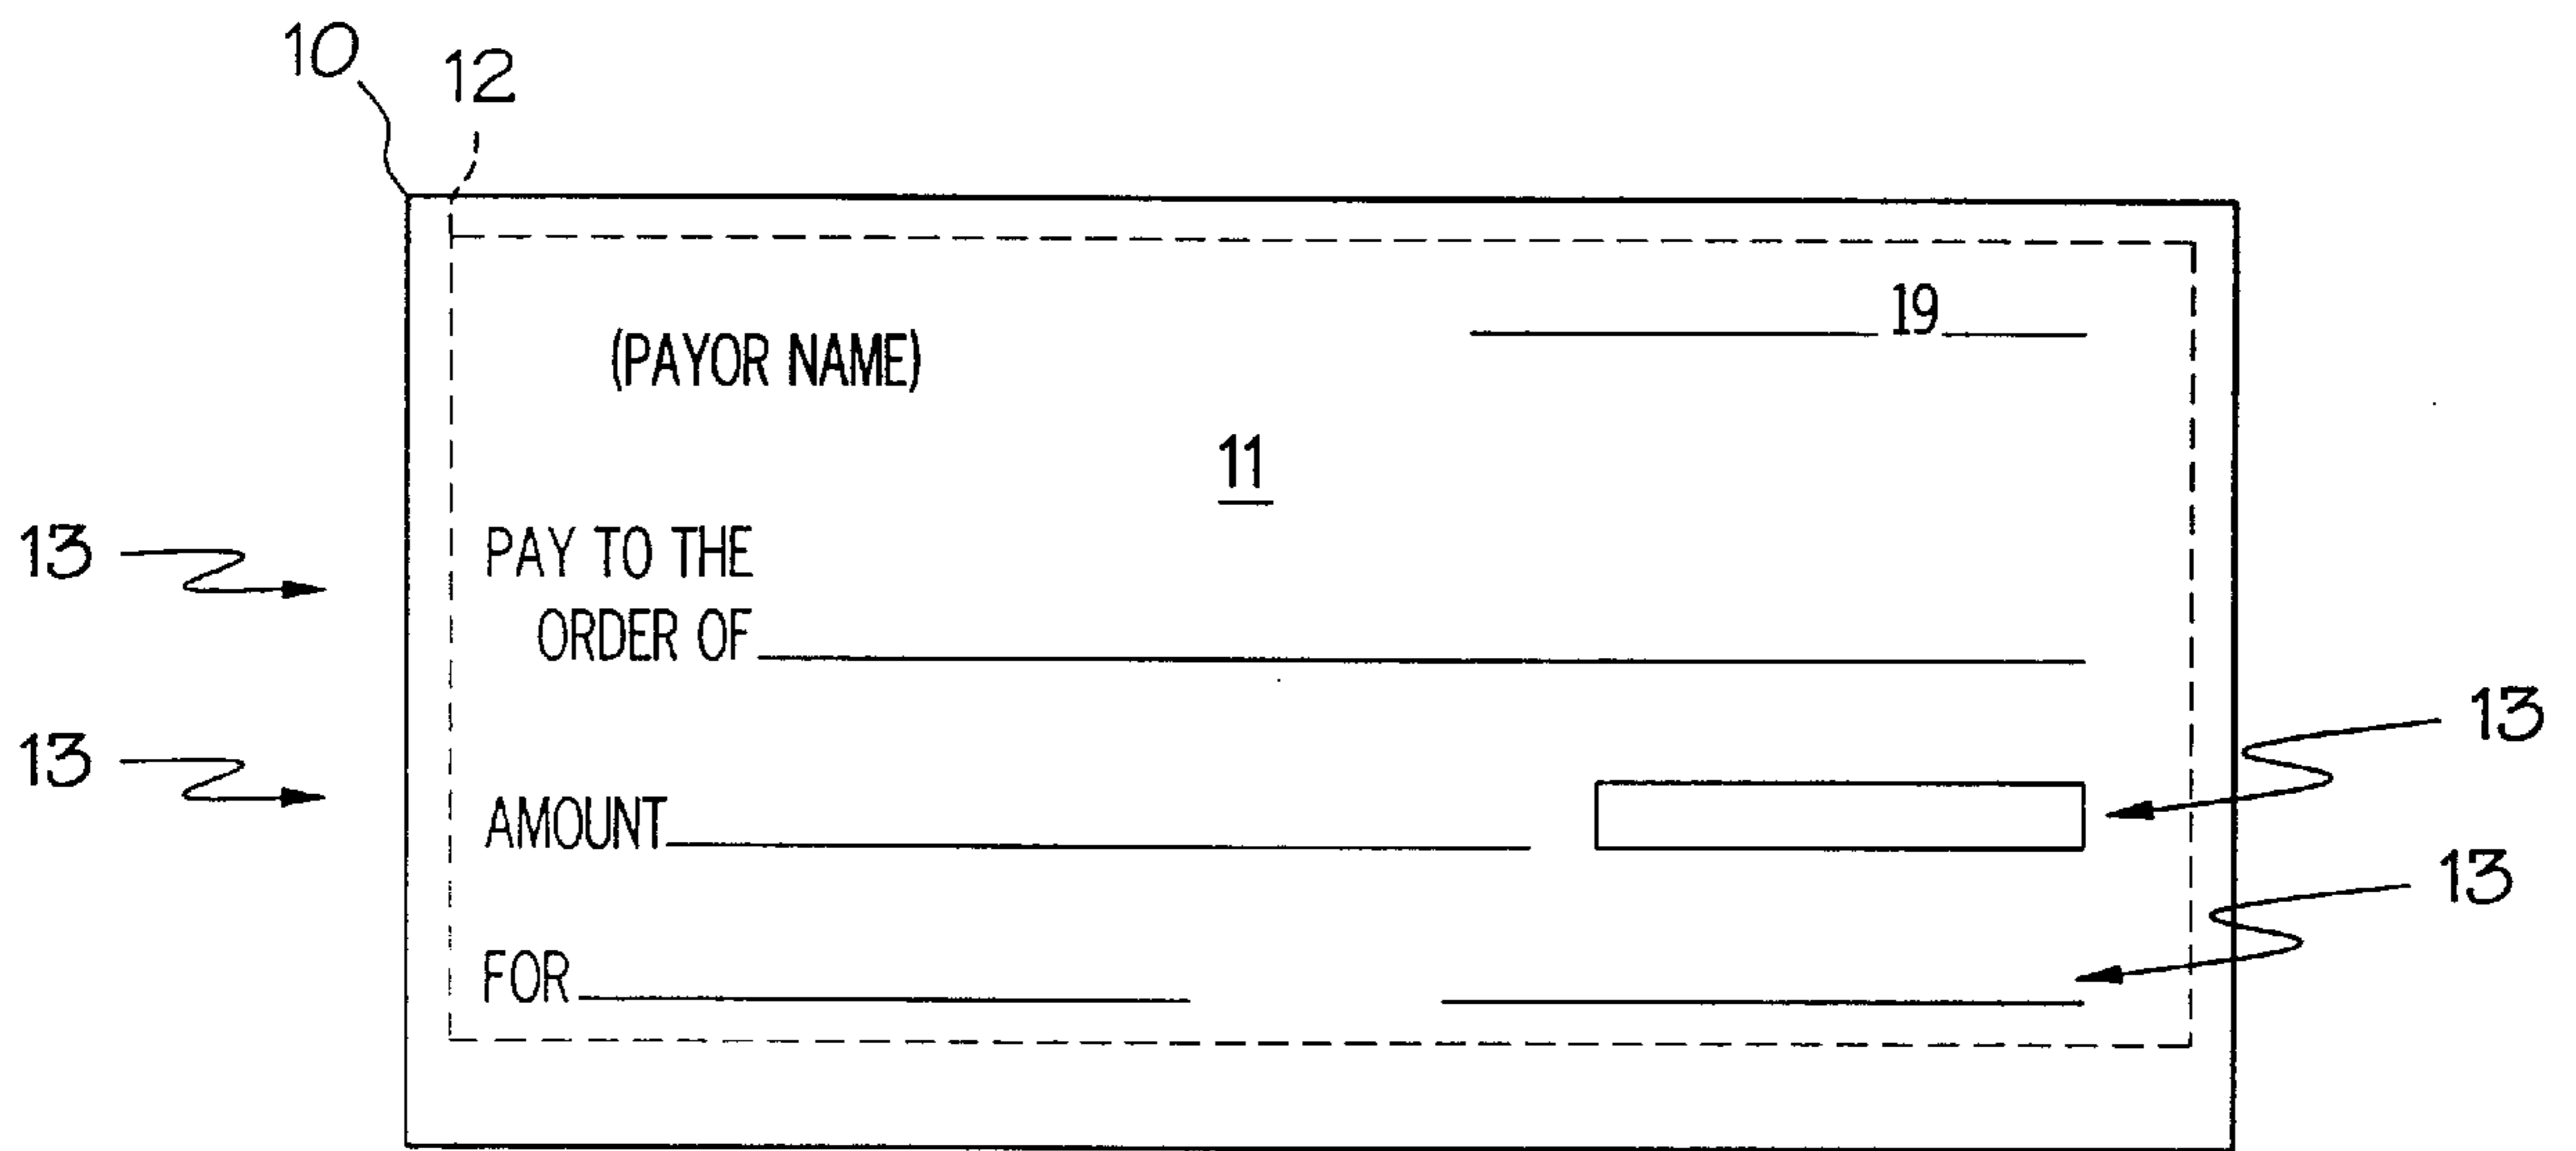 10
12
19
(PAYOR NAME)
11
13
PAY TO THE
ORDER OF
13
13
AMOUNT
13
FOR